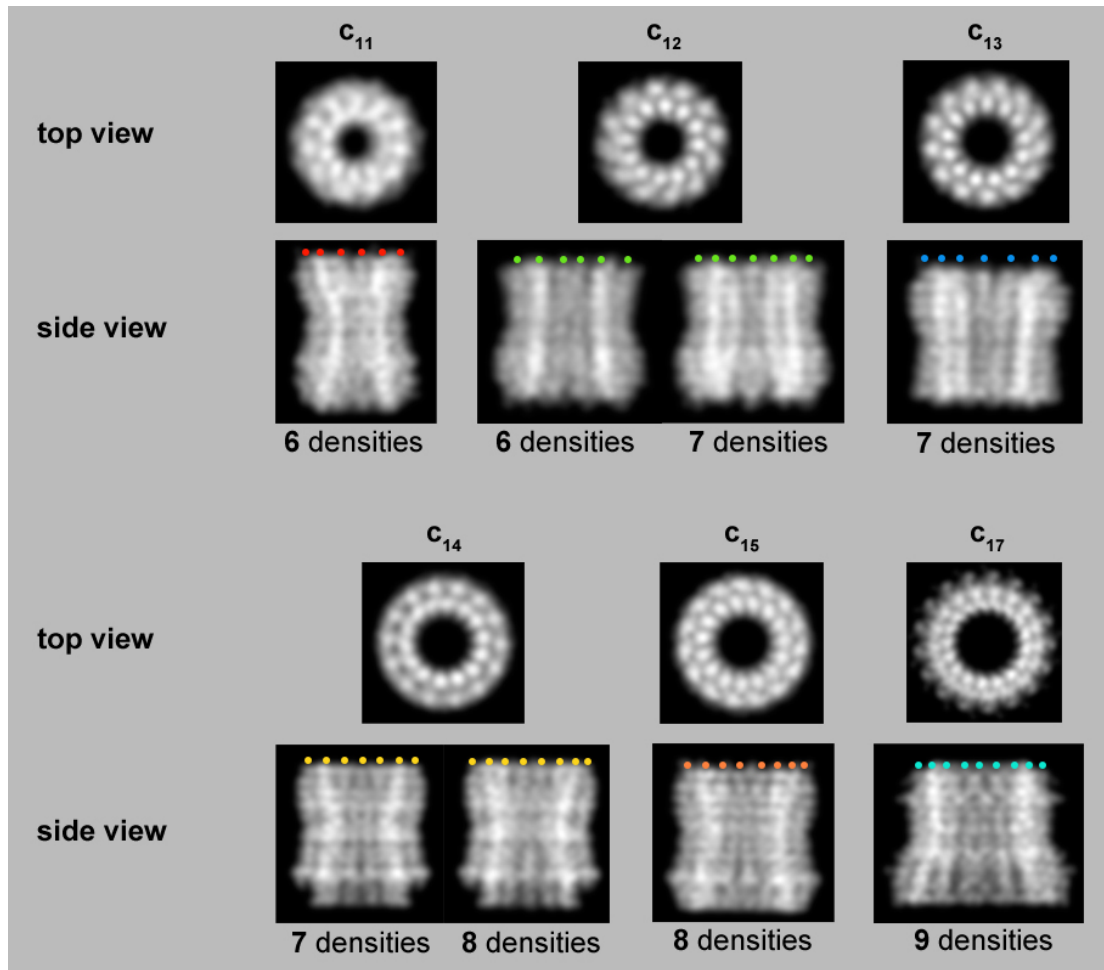 c₁₁ c₁₂ c₁₃
top view
side view
6 densities 6 densities 7 densities 7 densities
c₁₄ c₁₅ c₁₇
top view
side view
7 densities 8 densities 8 densities 9 densities